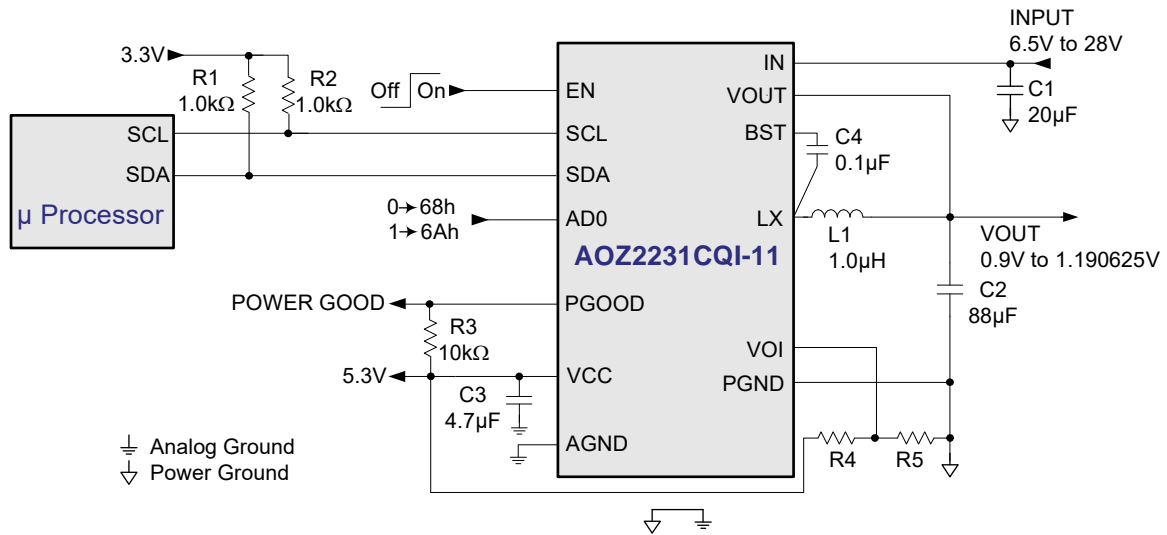 INPUT
6.5V to 28V
3.3V
R1
1.0kΩ
R2
1.0kΩ
Off
On
EN
IN
VOUT
C1
20µF
SCL
SCL
BST
C4
0.1µF
SDA
SDA
µ Processor
0→68h
1→6Ah
AD0
LX
L1
1.0µH
AOZ2231CQI-11
VOUT
0.9V to 1.190625V
C2
88µF
POWER GOOD
PGOOD
R3
10kΩ
VOI
5.3V
VCC
PGND
C3
4.7µF
Analog Ground
AGND
R4
R5
Power Ground